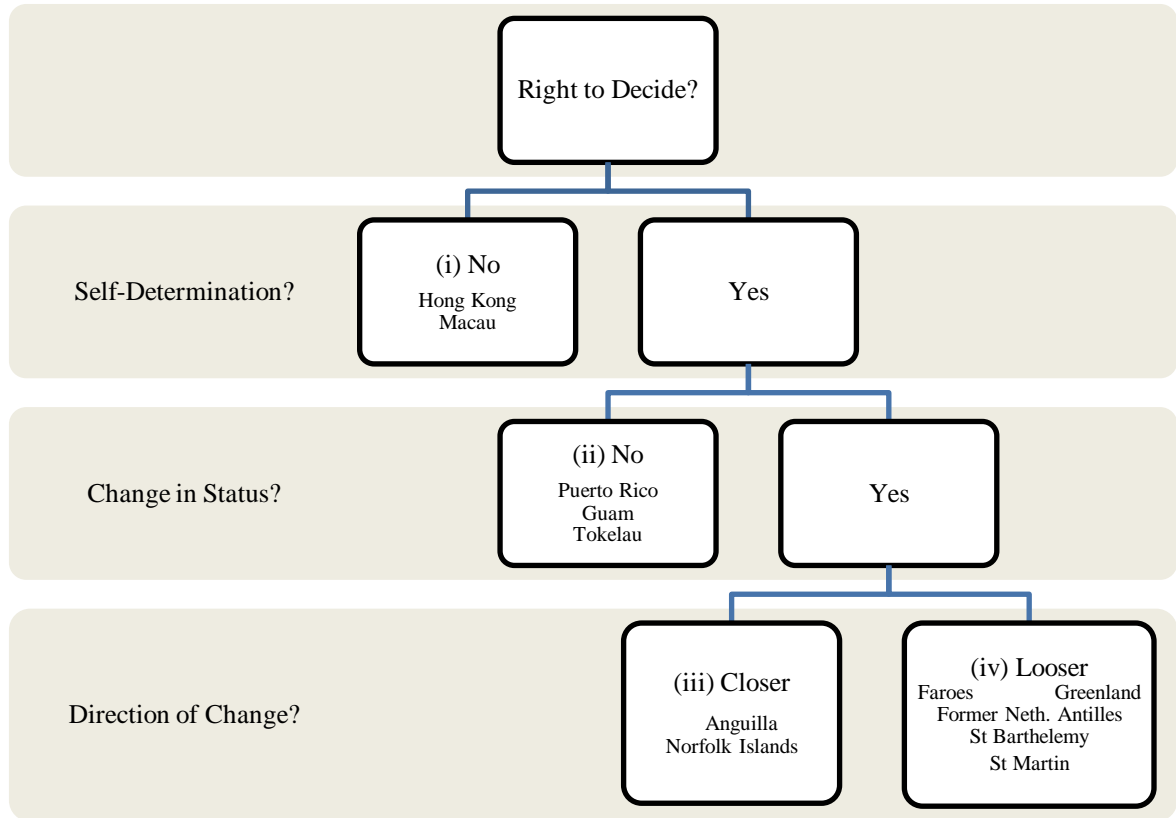 Right to Decide?
Self-Determination?
(i) No
Hong Kong
Macau
Yes
Change in Status?
(ii) No
Puerto Rico
Guam
Tokelau
Yes
Direction of Change?
(iii) Closer
Anguilla
Norfolk Islands
(iv) Looser
Faroes Greenland
Former Neth. Antilles
St Barthelemy
St Martin